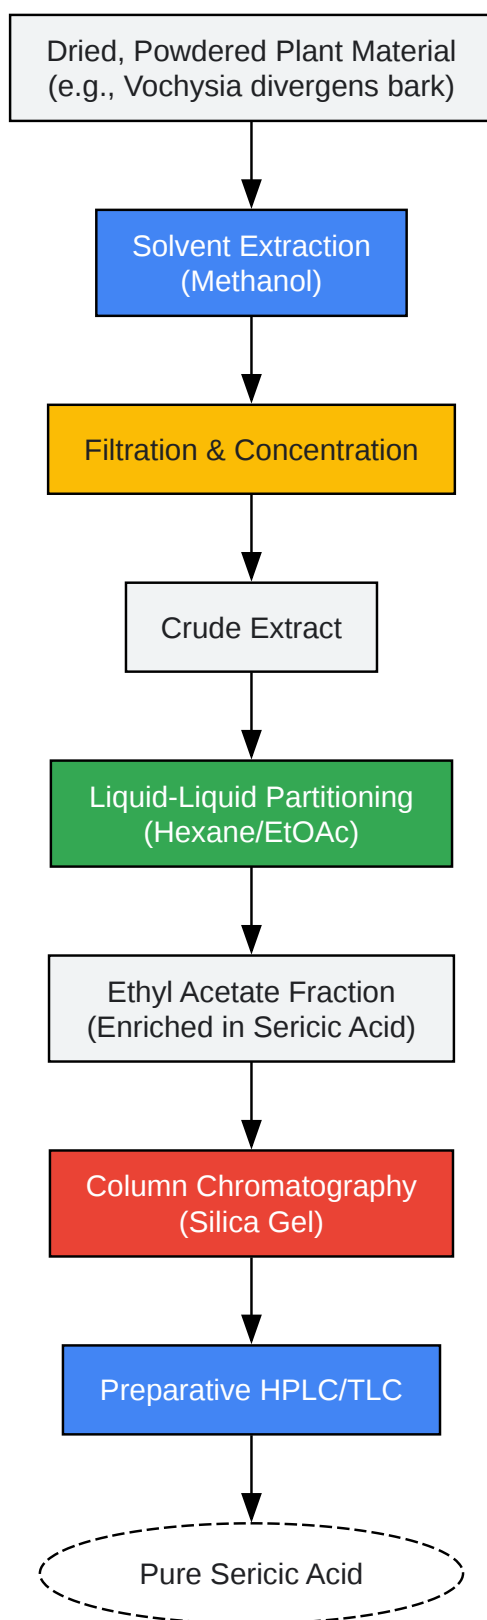 Dried, Powdered Plant Material
(e.g., Vochysia divergens bark)
Solvent Extraction
(Methanol)
Filtration & Concentration
Crude Extract
Liquid-Liquid Partitioning
(Hexane/EtOAc)
Ethyl Acetate Fraction
(Enriched in Sericic Acid)
Column Chromatography
(Silica Gel)
Preparative HPLC/TLC
Pure Sericic Acid